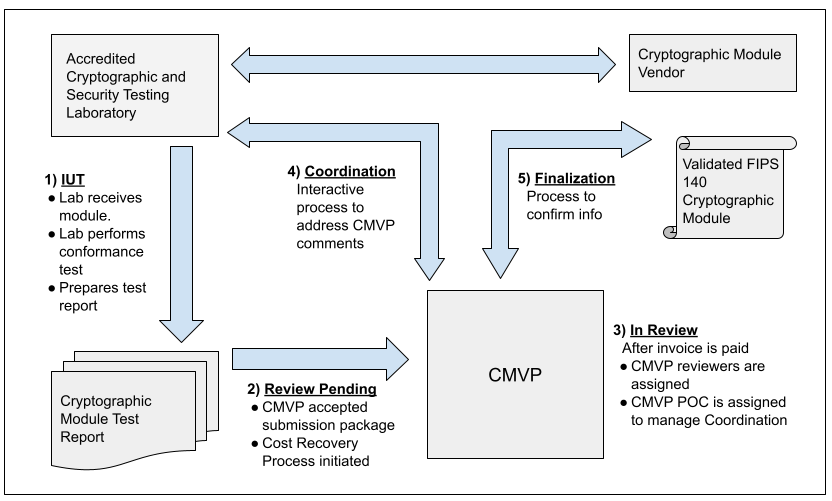 Accredited
Cryptographic and
Security Testing
Laboratory
Cryptographic Module
Vendor
1) IUT
● Lab receives
module.
● Lab performs
conformance
test
● Prepares test
report
4) Coordination
Interactive
process to
address CMVP
comments
5) Finalization
Process to
confirm info
Validated FIPS
140
Cryptographic
Module
Cryptographic
Module Test
Report
2) Review Pending
● CMVP accepted
submission package
● Cost Recovery
Process initiated
CMVP
3) In Review
After invoice is paid
● CMVP reviewers are
assigned
● CMVP POC is assigned
to manage Coordination